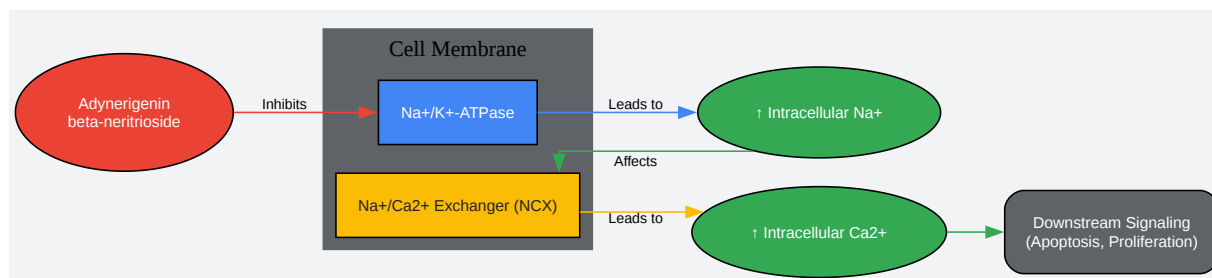 Cell Membrane
Adynerigenin
beta-neritrioside
Inhibits
Na+/K+-ATPase
Leads to
↑ Intracellular Na+
Affects
Na+/Ca2+ Exchanger (NCX)
Leads to
↑ Intracellular Ca2+
Downstream Signaling
(Apoptosis, Proliferation)